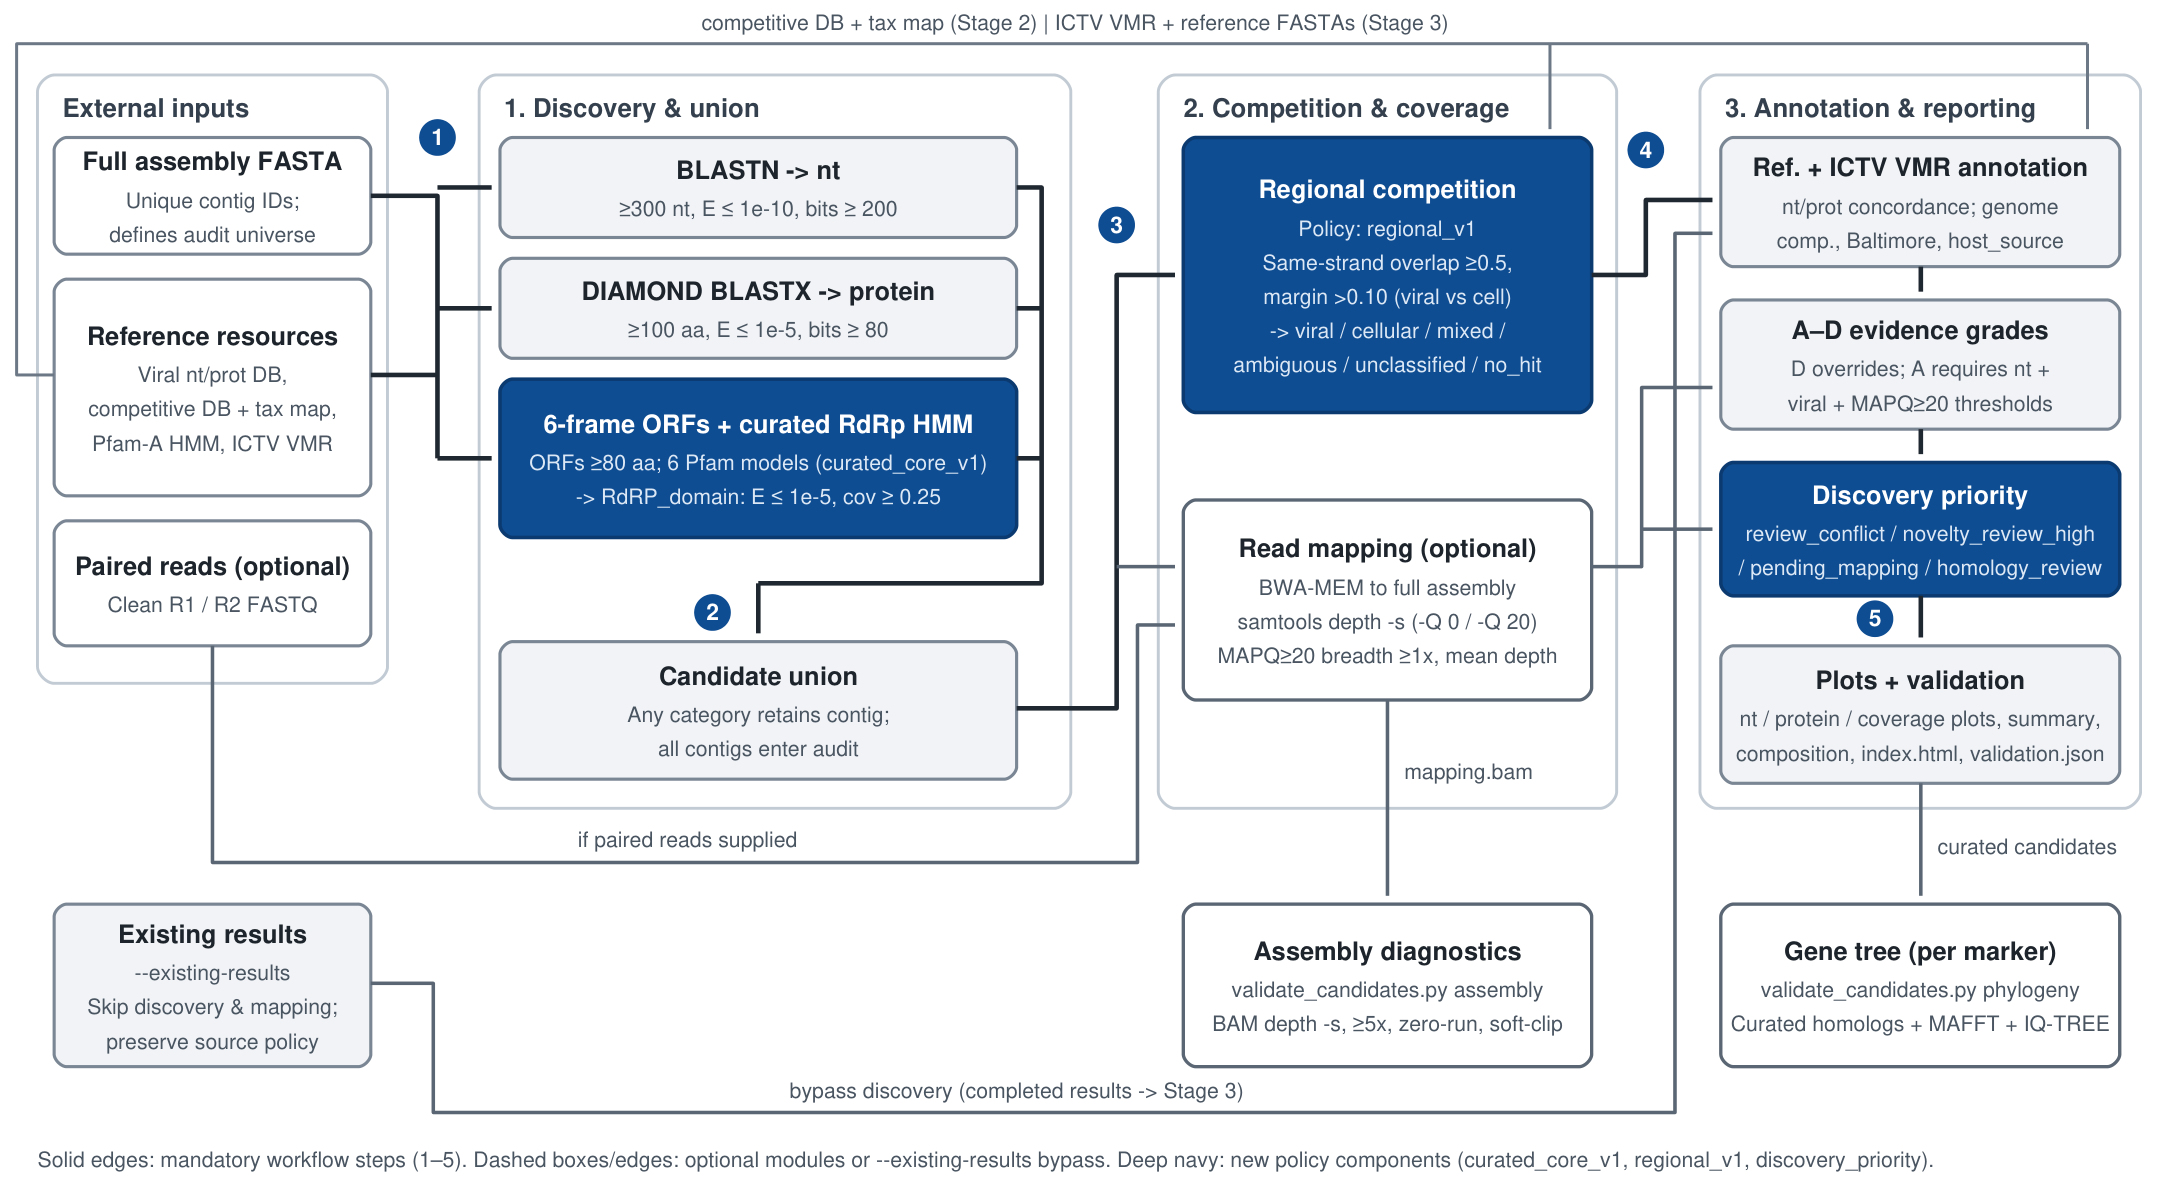 competitive DB + tax map (Stage 2) | ICTV VMR + reference FASTAs (Stage 3)
External inputs
Full assembly FASTA
Unique contig IDs;
defines audit universe
Reference resources
Viral nt/prot DB,
competitive DB + tax map,
Pfam-A HMM, ICTV VMR
Paired reads (optional)
Clean R1 / R2 FASTQ
1
1. Discovery & union
BLASTN -> nt
≥300 nt, E ≤ 1e-10, bits ≥ 200
DIAMOND BLASTX -> protein
≥100 aa, E ≤ 1e-5, bits ≥ 80
6-frame ORFs + curated RdRp HMM
ORFs ≥80 aa; 6 Pfam models (curated_core_v1)
-> RdRP_domain: E ≤ 1e-5, cov ≥ 0.25
2
Candidate union
Any category retains contig;
all contigs enter audit
3
2. Competition & coverage
Regional competition
Policy: regional_v1
Same-strand overlap ≥0.5,
margin >0.10 (viral vs cell)
-> viral / cellular / mixed /
ambiguous / unclassified / no_hit
Read mapping (optional)
BWA-MEM to full assembly
samtools depth -s (-Q 0 / -Q 20)
MAPQ≥20 breadth ≥1x, mean depth
mapping.bam
4
3. Annotation & reporting
Ref. + ICTV VMR annotation
nt/prot concordance; genome
comp., Baltimore, host_source
A–D evidence grades
D overrides; A requires nt +
viral + MAPQ≥20 thresholds
Discovery priority
review_conflict / novelty_review_high
/ pending_mapping / homology_review
5
Plots + validation
nt / protein / coverage plots, summary,
composition, index.html, validation.json
if paired reads supplied
curated candidates
Existing results
--existing-results
Skip discovery & mapping;
preserve source policy
Assembly diagnostics
validate_candidates.py assembly
BAM depth -s, ≥5x, zero-run, soft-clip
Gene tree (per marker)
validate_candidates.py phylogeny
Curated homologs + MAFFT + IQ-TREE
bypass discovery (completed results -> Stage 3)
Solid edges: mandatory workflow steps (1–5). Dashed boxes/edges: optional modules or --existing-results bypass. Deep navy: new policy components (curated_core_v1, regional_v1, discovery_priority).